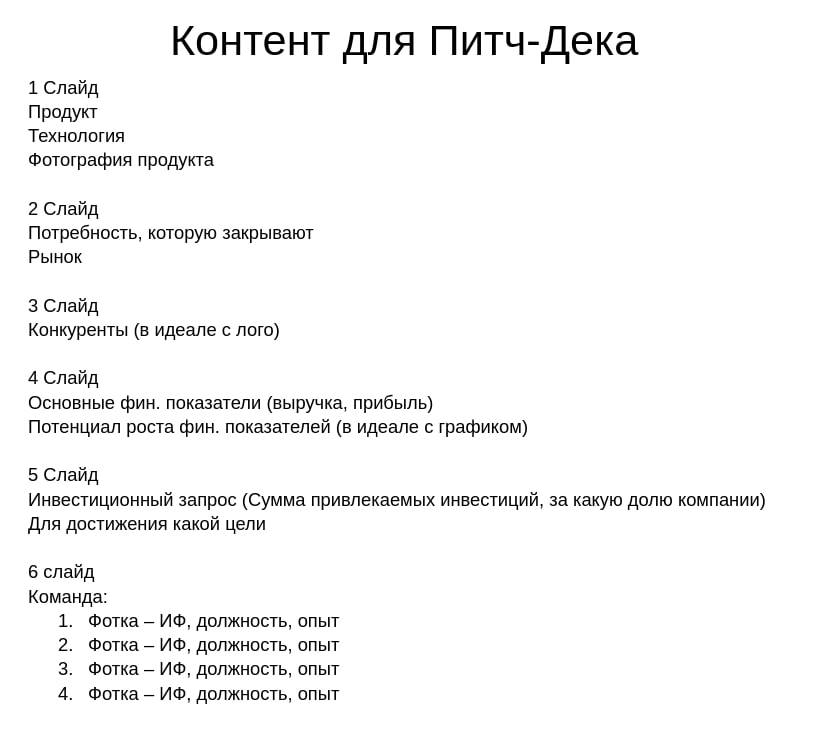 Контент для Питч-Дека
1 Слайд
Продукт
Технология
Фотография продукта
2 Слайд
Потребность, которую закрывают
Рынок
3 Слайд
Конкуренты (в идеале с лого)
4 Слайд
Основные фин. показатели (выручка, прибыль)
Потенциал роста фин. показателей (в идеале с графиком)
5 Слайд
Инвестиционный запрос (Сумма привлекаемых инвестиций, за какую долю компании)
Для достижения какой цели
6 слайд
Команда:
1. Фотка – ИФ, должность, опыт
2. Фотка – ИФ, должность, опыт
3. Фотка – ИФ, должность, опыт
4. Фотка – ИФ, должность, опыт